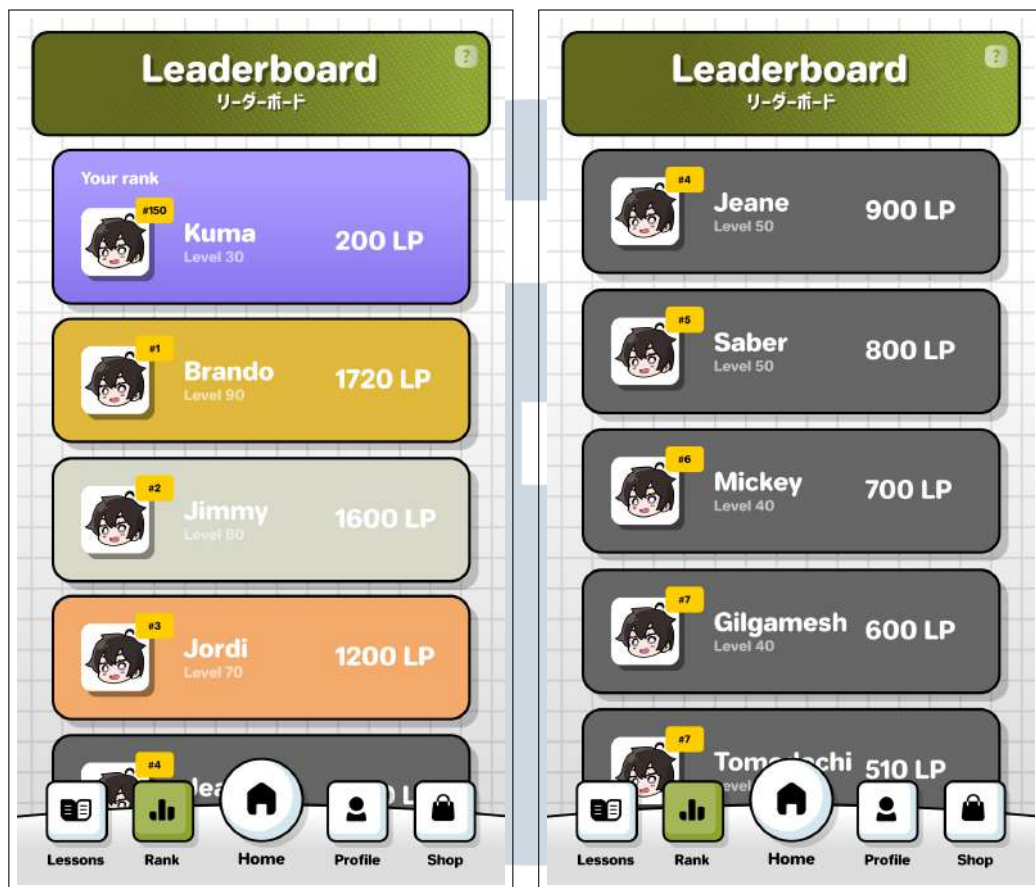 Leaderboard
?
リーダーボード
Your rank
#150
Kuma
200 LP
Level 30
#1
Brando
1720 LP
Level 90
#2
Jimmy
1600 LP
#3
Jordi
1200 LP
Level 70
#4
Lessons
Rank
Home
Profile
Shop
Leaderboard
?
リーダーボード
#4
Jeane
900 LP
Level 50
#5
Saber
800 LP
Level 50
#6
Mickey
700 LP
Level 40
#7
Gilgamesh
600 LP
Level 40
#7
510 LP
Lessons
Rank
Home
Profile
Shop